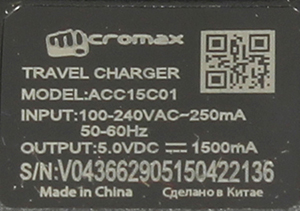 micromax
TRAVEL CHARGER
MODEL:ACC15C01
INPUT:100-240VAC~250mA
50-60Hz
OUTPUT:5.0VDC ⎓ 1500mA
S/N:V043662905150422136
Made in China Сделано в Китае